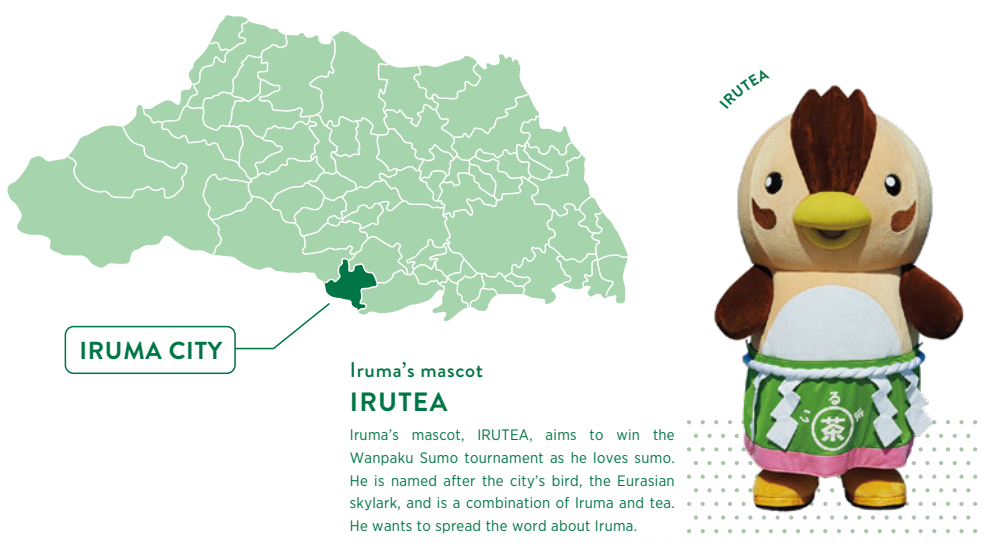 IRUTEA
IRUMA CITY
Iruma's mascot
IRUTEA
Iruma's mascot, IRUTEA, aims to win the
Wanpaku Sumo tournament as he loves sumo.
He is named after the city's bird, the Eurasian
skylark, and is a combination of Iruma and tea.
He wants to spread the word about Iruma.
い
る
茶